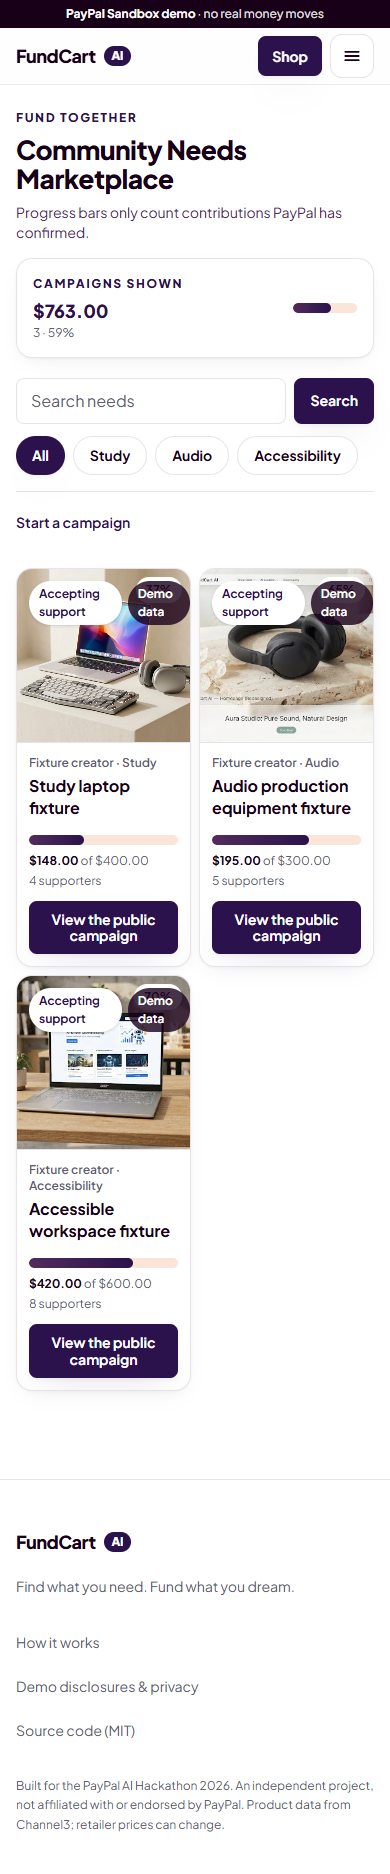 PayPal Sandbox demo · no real money moves
FundCart AI
Shop
FUND TOGETHER
Community Needs
Marketplace
Progress bars only count contributions PayPal has
confirmed.
CAMPAIGNS SHOWN
$763.00
3 · 59%
Search needs
Search
All
Study
Audio
Accessibility
Start a campaign
Accepting
support
Demo
data
Fixture creator · Study
Study laptop
fixture
$148.00 of $400.00
4 supporters
View the public
campaign
Accepting
support
Demo
data
Aura Studio: Pure Sound, Natural Design
Fixture creator · Audio
Audio production
equipment fixture
$195.00 of $300.00
5 supporters
View the public
campaign
Accepting
support
Demo
data
Fixture creator ·
Accessibility
Accessible
workspace fixture
$420.00 of $600.00
8 supporters
View the public
campaign
FundCart AI
Find what you need. Fund what you dream.
How it works
Demo disclosures & privacy
Source code (MIT)
Built for the PayPal AI Hackathon 2026. An independent project,
not affiliated with or endorsed by PayPal. Product data from
Channel3; retailer prices can change.